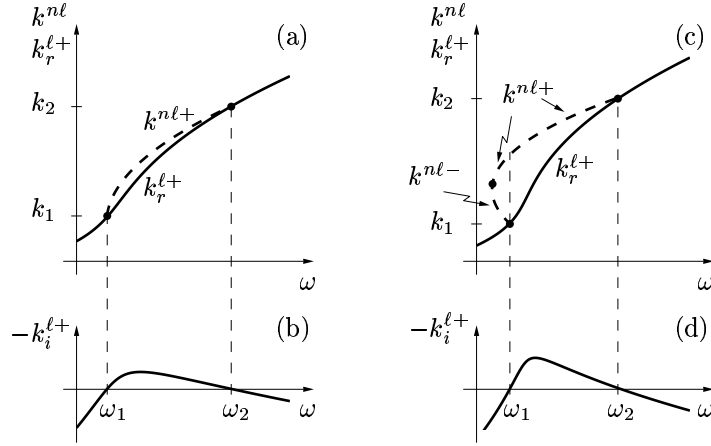 k^{nℓ}
k_r^{ℓ+}
(a)
k_2
k^{nℓ+}
k_r^{ℓ+}
k_1
ω
−k_i^{ℓ+}
(b)
ω_1
ω_2
ω
k^{nℓ}
k_r^{ℓ+}
(c)
k_2
k^{nℓ+}
k^{nℓ−}
k_r^{ℓ+}
k_1
ω
−k_i^{ℓ+}
(d)
ω_1
ω_2
ω